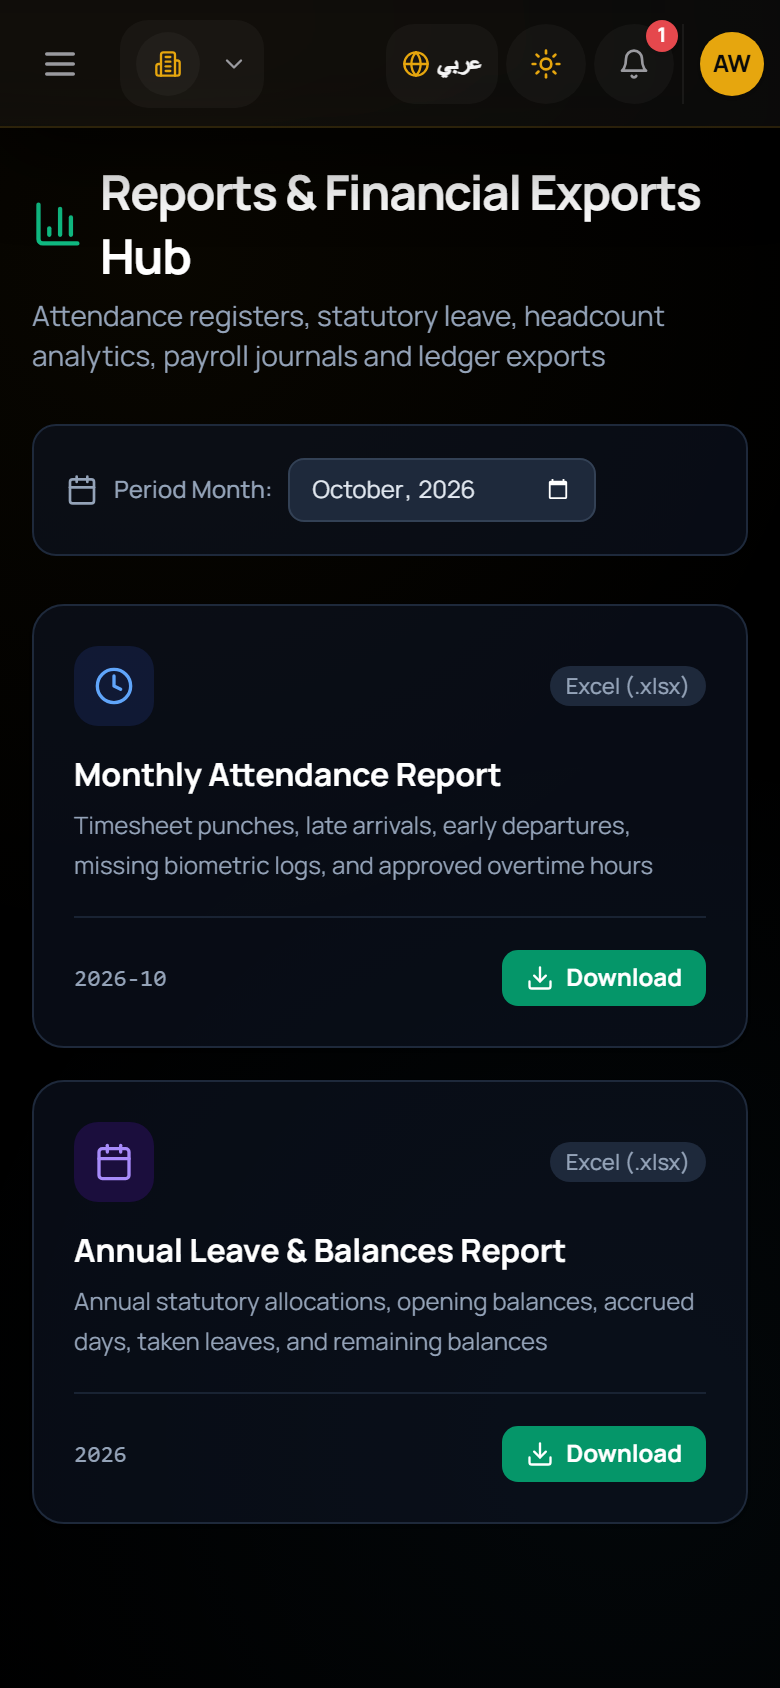 عربي
1
AW
Reports & Financial Exports
Hub
Attendance registers, statutory leave, headcount
analytics, payroll journals and ledger exports
Period Month:
October, 2026
Excel (.xlsx)
Monthly Attendance Report
Timesheet punches, late arrivals, early departures,
missing biometric logs, and approved overtime hours
2026-10
Download
Excel (.xlsx)
Annual Leave & Balances Report
Annual statutory allocations, opening balances, accrued
days, taken leaves, and remaining balances
2026
Download